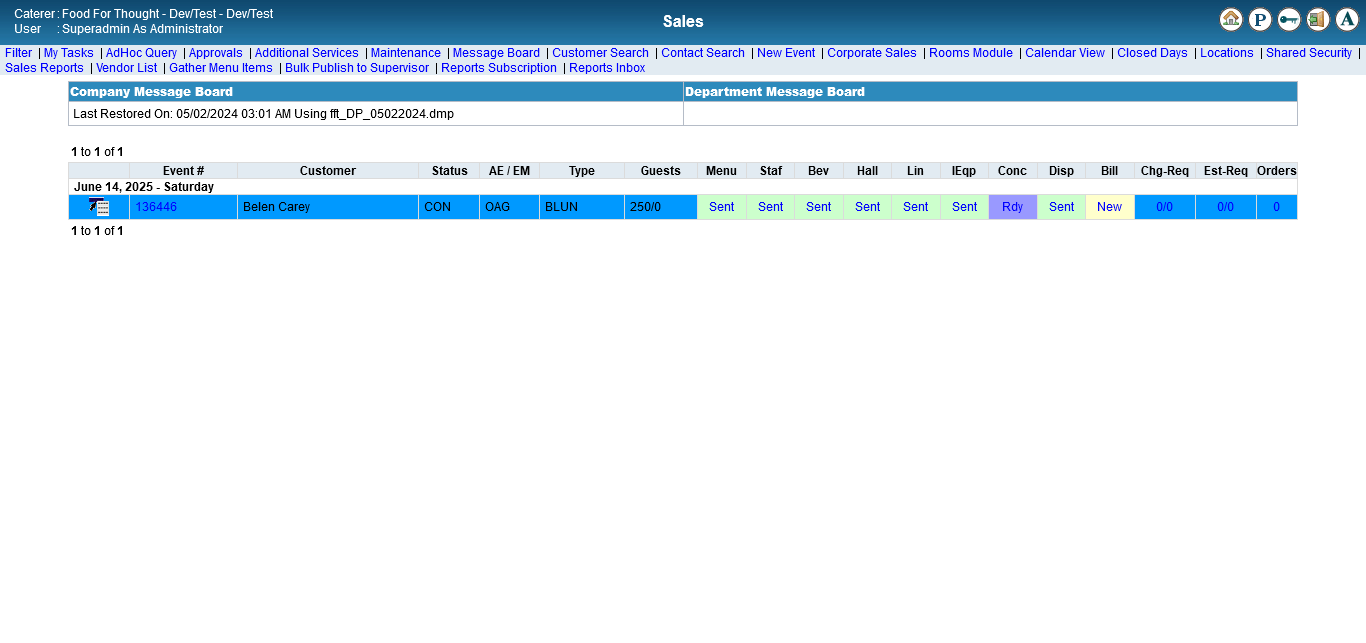 Caterer : Food For Thought - Dev/Test - Dev/Test
User : Superadmin As Administrator
Sales
P
A
Filter | My Tasks | AdHoc Query | Approvals | Additional Services | Maintenance | Message Board | Customer Search | Contact Search | New Event | Corporate Sales | Rooms Module | Calendar View | Closed Days | Locations | Shared Security |
Sales Reports | Vendor List | Gather Menu Items | Bulk Publish to Supervisor | Reports Subscription | Reports Inbox
Company Message Board Department Message Board
Last Restored On: 05/02/2024 03:01 AM Using fft_DP_05022024.dmp
1 to 1 of 1
Event # Customer Status AE / EM Type Guests Menu Staf Bev Hall Lin IEqp Conc Disp Bill Chg-Req Est-Req Orders
June 14, 2025 - Saturday
136446 Belen Carey CON OAG BLUN 250/0 Sent Sent Sent Sent Sent Sent Rdy Sent New 0/0 0/0 0
1 to 1 of 1